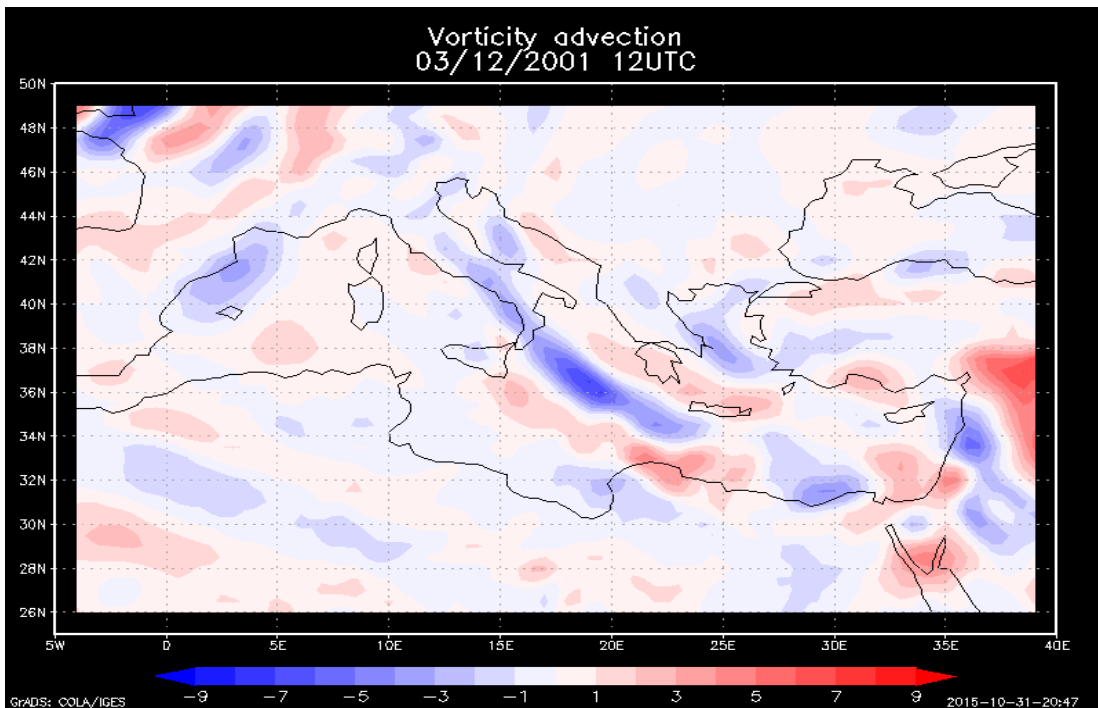 Vorticity advection
03/12/2001 12UTC
50N
48N
46N
44N
42N
40N
38N
36N
34N
32N
30N
28N
26N
5W 0 5E 10E 15E 20E 25E 30E 35E 40E
−9 −7 −5 −3 −1 1 3 5 7 9
GrADS: COLA/IGES 2015-10-31-20:47